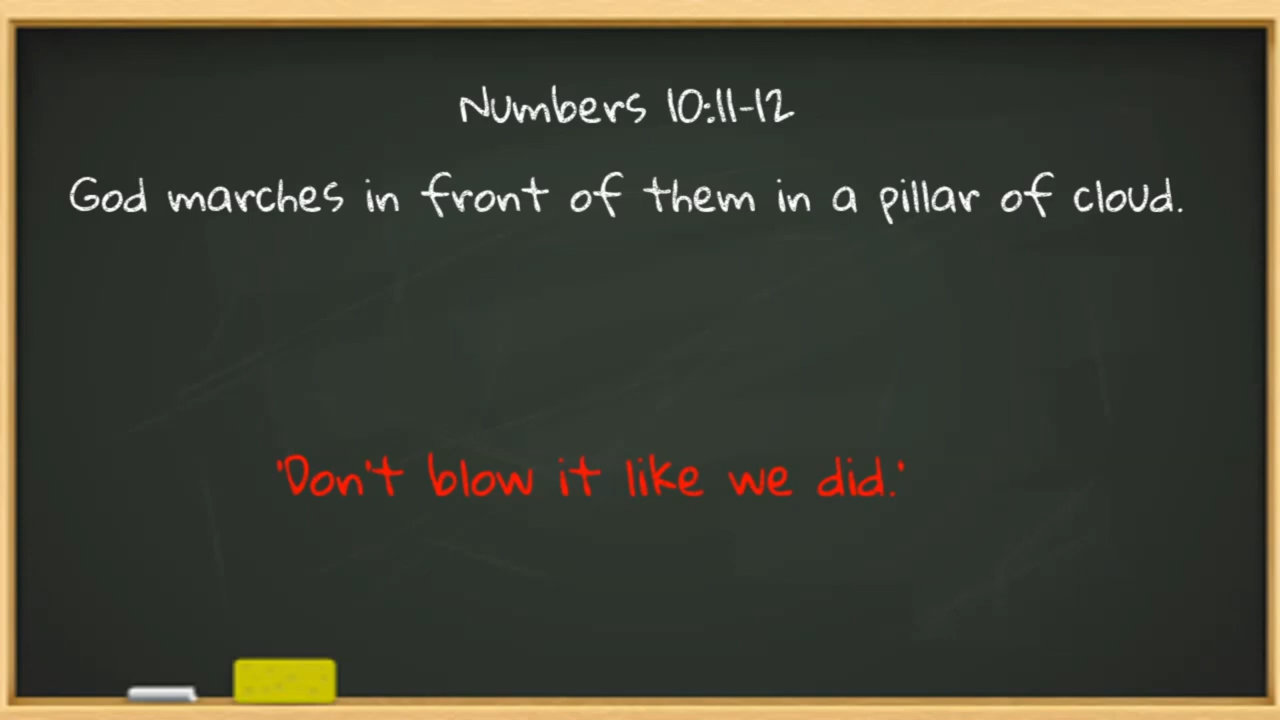 Numbers 10:11-12
God marches in front of them in a pillar of cloud.
'Don't blow it like we did.'